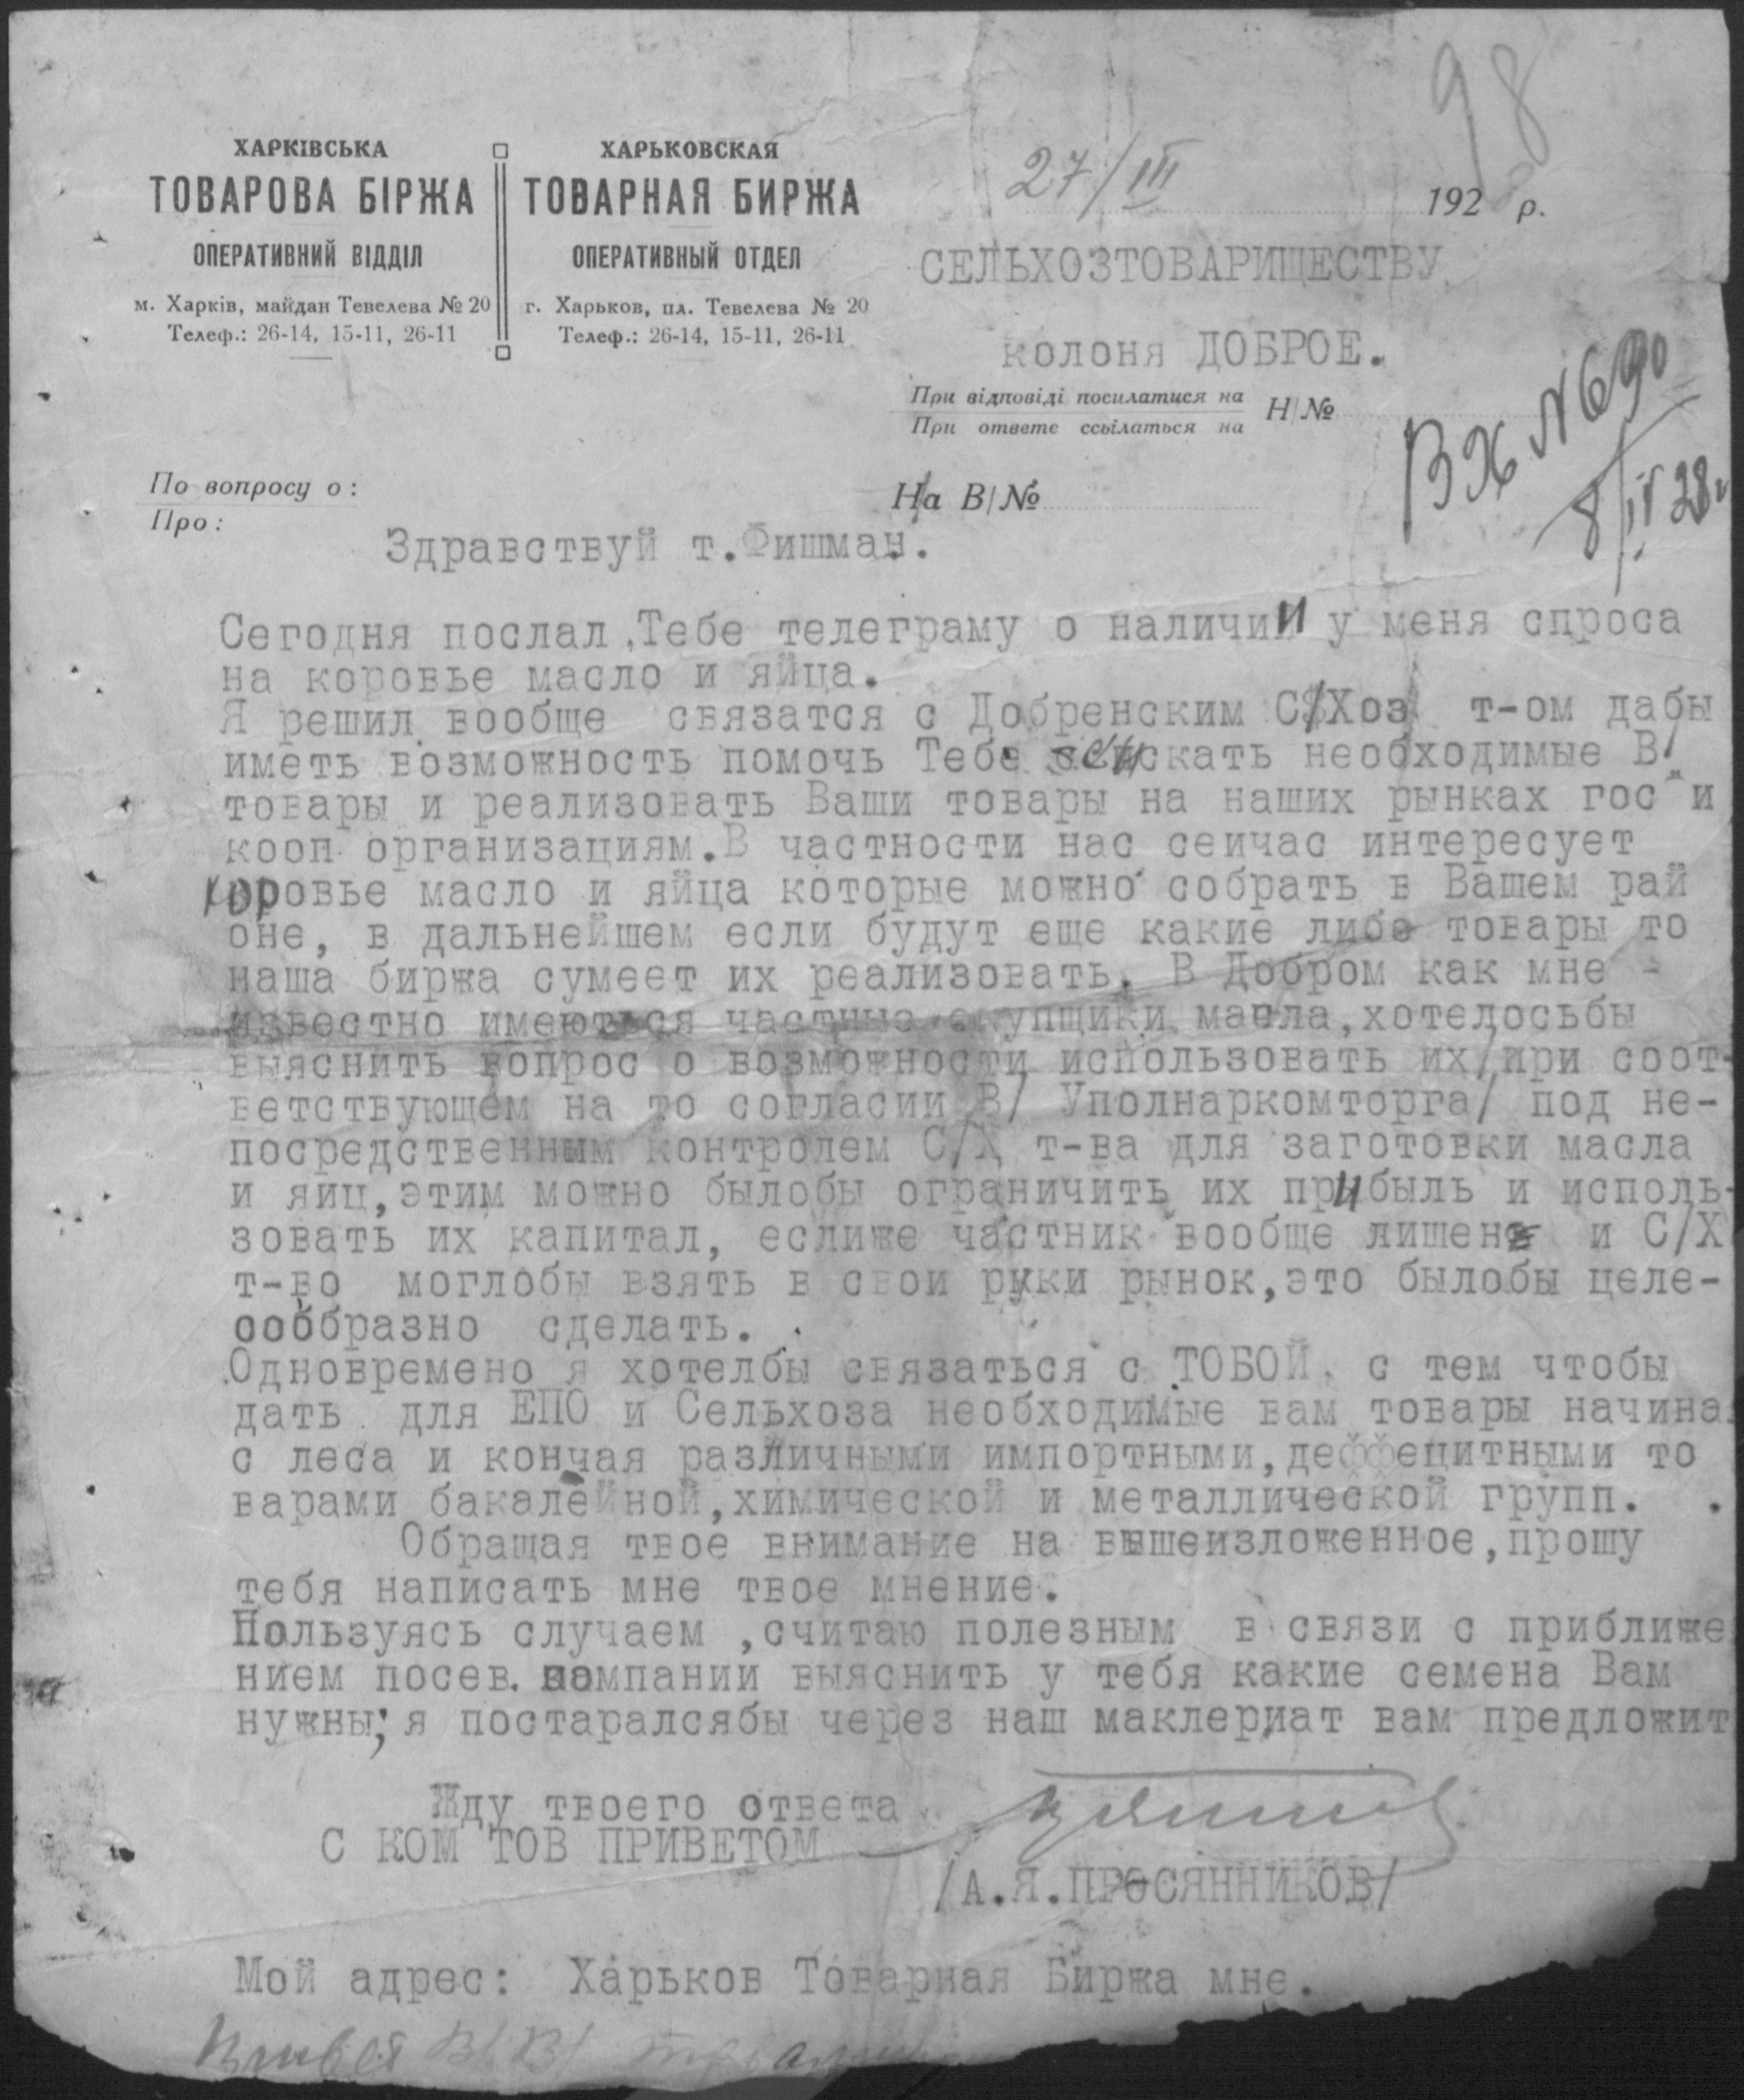 98
ХАРКІВСЬКА
ТОВАРОВА БІРЖА
ОПЕРАТИВНИЙ ВІДДІЛ
м. Харків, майдан Тевелева № 20
Телеф.: 26-14, 15-11, 26-11
ХАРЬКОВСКАЯ
ТОВАРНАЯ БИРЖА
ОПЕРАТИВНЫЙ ОТДЕЛ
г. Харьков, пл. Тевелева № 20
Телеф.: 26-14, 15-11, 26-11
27/III 192 р.
СЕЛЬХОЗТОВАРИЩЕСТВУ
колоня ДОБРОЕ.
При відповіді посилатися на
При ответе ссылаться на
Н/№
Вх N 690
8/IV 28г
По вопросу о:
Про:
На В/№
Здравствуй т.Фишман.
Сегодня послал Тебе телеграму о наличии у меня спроса
на коровье масло и яйца.
Я решил вообще связатся с Добренским С/Хоз т-ом дабы
иметь возможность помочь Тебе сыскать необходимые В/
товары и реализовать Ваши товары на наших рынках гос и
кооп организациям.В частности нас сеичас интересует
коровье масло и яйца которые можно собрать в Вашем рай
оне, в дальнейшем если будут еще какие либо товары то
наша биржа сумеет их реализовать. В Добром как мне -
известно имеються частные скупщики масла,хотелосьбы
выяснить вопрос о возможности использовать их/при соот-
ветствующем на то согласии В/ Уполнаркомторга/ под не-
посредственным контролем С/Х т-ва для заготовки масла
и яиц,этим можно былобы ограничить их прибыль и исполь-
зовать их капитал, еслиже частник вообще лишен и С/Х
т-во моглобы взять в свои руки рынок,это былобы целе-
сообразно сделать.
Одновремено я хотелбы связаться с ТОБОЙ, с тем чтобы
дать для ЕПО и Сельхоза необходимые вам товары начина
с леса и кончая различными импортными,деффецитными то
варами бакалейной,химической и металлической групп.
Обращая твое внимание на вышеизложенное,прошу
тебя написать мне твое мнение.
Пользуясь случаем ,считаю полезным в связи с приближе
нием посев. кампании выяснить у тебя какие семена Вам
нужны; я постаралсябы через наш маклериат вам предложит
Жду твоего ответа
С КОМ ТОВ ПРИВЕТОМ
/А.Я.ПРОСЯННИКОВ/
Мой адрес: Харьков Товарная Биржа мне.